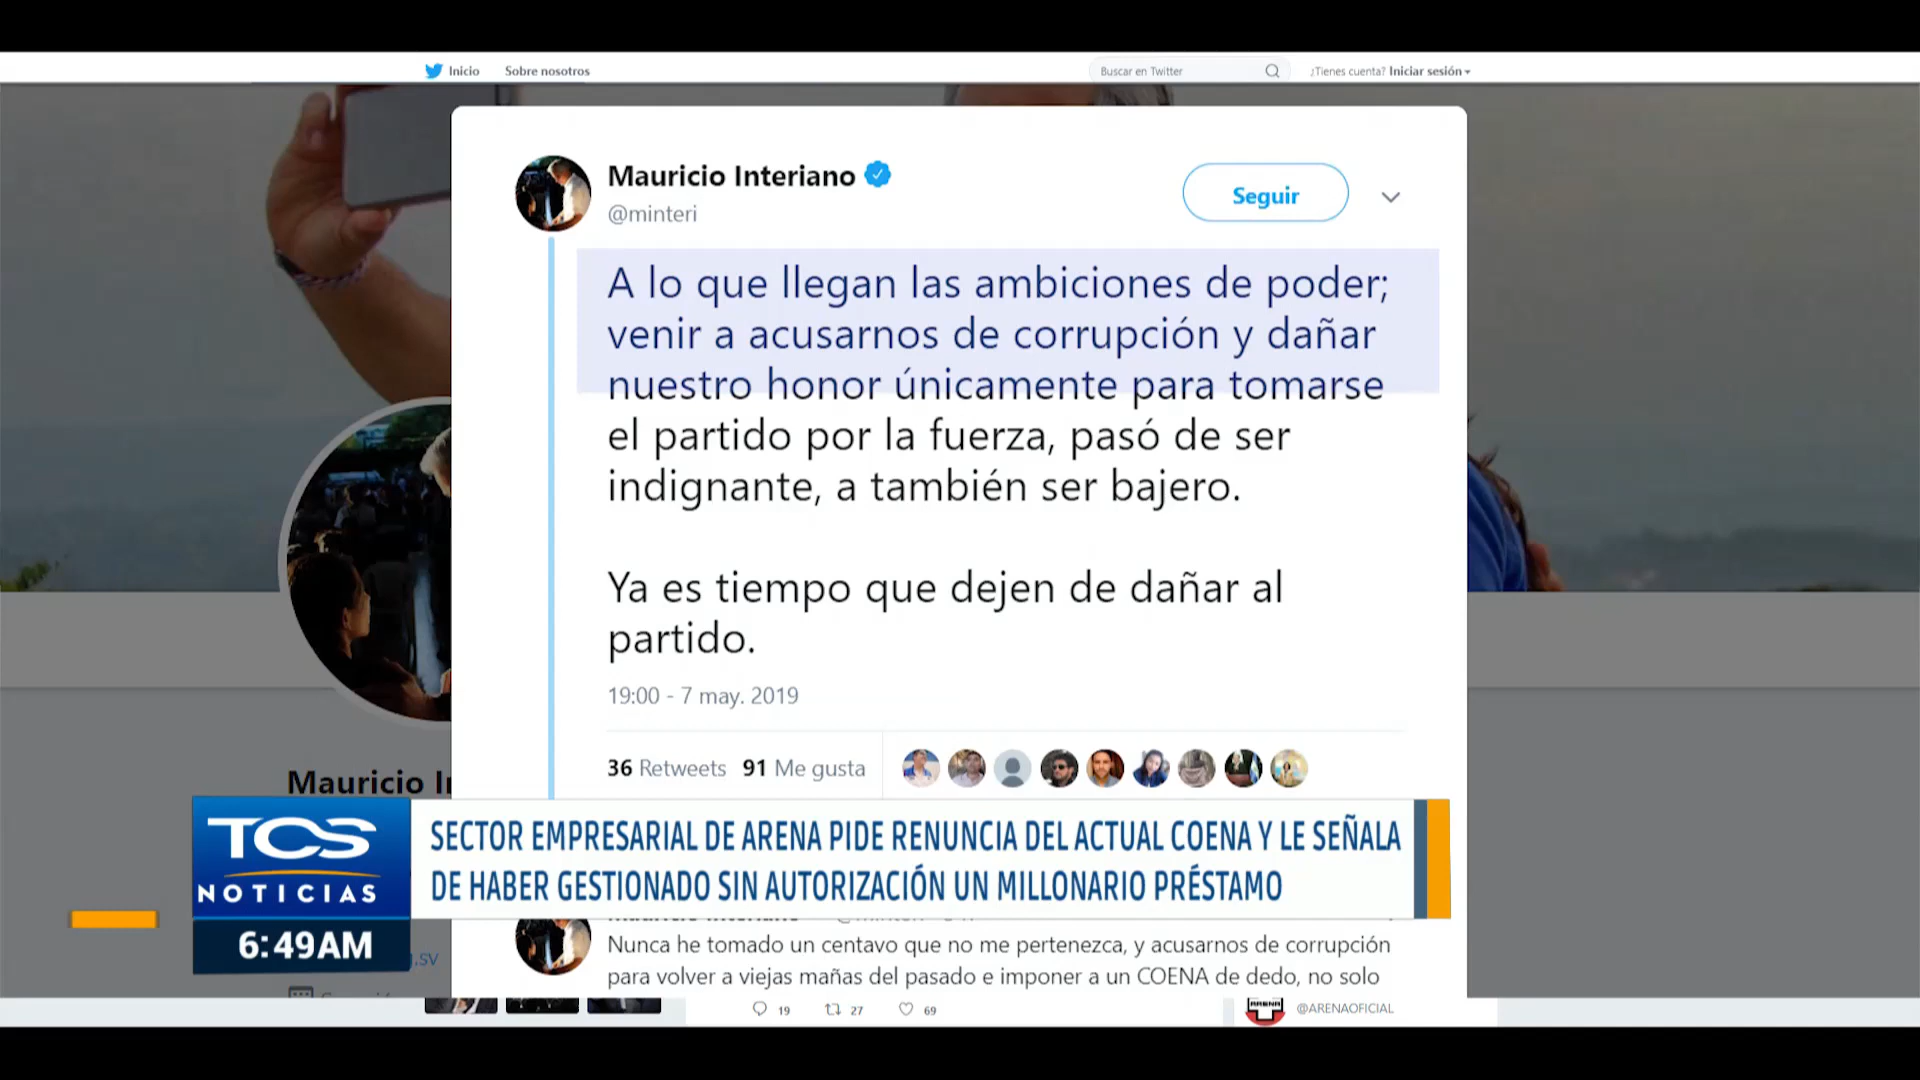 Inicio
Sobre nosotros
Buscar en Twitter
¿Tienes cuenta? Iniciar sesión
Mauricio Interiano
@minteri
Seguir
A lo que llegan las ambiciones de poder;
venir a acusarnos de corrupción y dañar
nuestro honor únicamente para tomarse
el partido por la fuerza, pasó de ser
indignante, a también ser bajero.
Ya es tiempo que dejen de dañar al
partido.
19:00 - 7 may. 2019
36 Retweets 91 Me gusta
Mauricio
TCS
NOTICIAS
6:49AM
SECTOR EMPRESARIAL DE ARENA PIDE RENUNCIA DEL ACTUAL COENA Y LE SEÑALA
DE HABER GESTIONADO SIN AUTORIZACIÓN UN MILLONARIO PRÉSTAMO
.sv
Nunca he tomado un centavo que no me pertenezca, y acusarnos de corrupción
para volver a viejas mañas del pasado e imponer a un COENA de dedo, no solo
19 27 69
ARENA
@ARENAOFICIAL